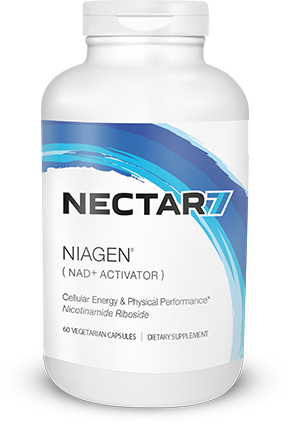 NECTAR7
NIAGEN®
( NAD+ ACTIVATOR )
Cellular Energy & Physical Performance*
Nicotinamide Riboside
60 VEGETARIAN CAPSULES | DIETARY SUPPLEMENT